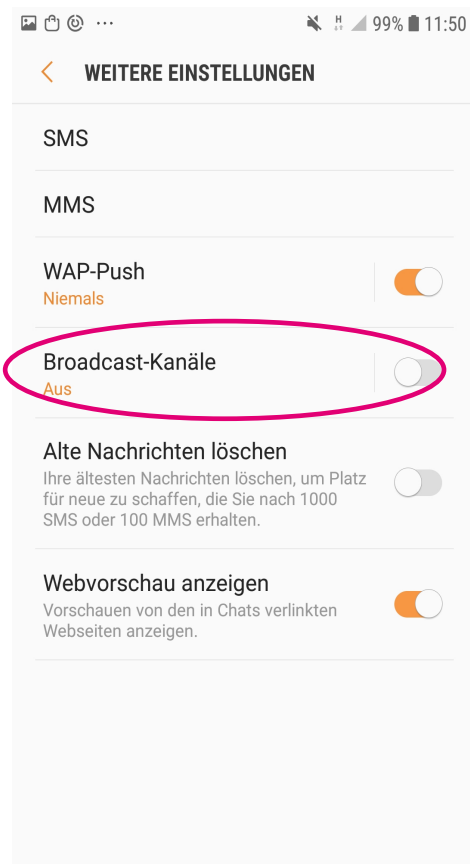 H 99% 11:50
WEITERE EINSTELLUNGEN
SMS
MMS
WAP-Push
Niemals
Broadcast-Kanäle
Aus
Alte Nachrichten löschen
Ihre ältesten Nachrichten löschen, um Platz
für neue zu schaffen, die Sie nach 1000
SMS oder 100 MMS erhalten.
Webvorschau anzeigen
Vorschauen von den in Chats verlinkten
Webseiten anzeigen.